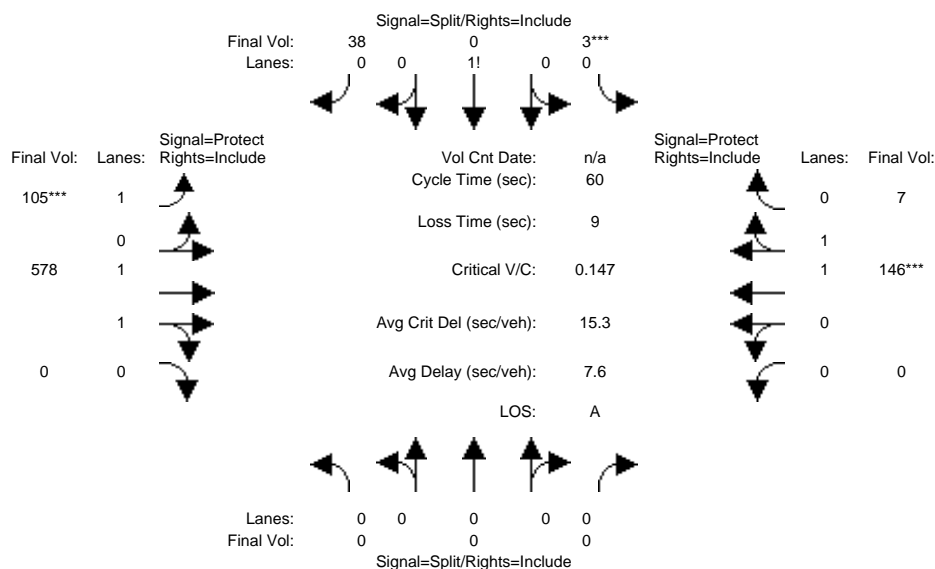 Signal=Split/Rights=Include
Final Vol: 38 0 3***
Lanes: 0 0 1! 0 0
Signal=Protect Signal=Protect
Final Vol: Lanes: Rights=Include Vol Cnt Date: n/a Rights=Include Lanes: Final Vol:
Cycle Time (sec): 60
105*** 1 0 7
Loss Time (sec): 9
0 1
578 1 Critical V/C: 0.147 1 146***
1 Avg Crit Del (sec/veh): 15.3 0
0 0 Avg Delay (sec/veh): 7.6 0 0
LOS: A
Lanes: 0 0 0 0 0
Final Vol: 0 0 0
Signal=Split/Rights=Include